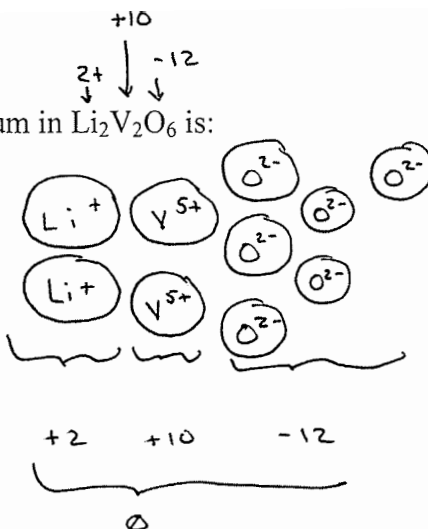 +10
2+ -12
um in Li₂V₂O₆ is:
Li⁺ V⁵⁺ O²⁻ O²⁻ O²⁻
Li⁺ V⁵⁺ O²⁻ O²⁻ O²⁻
+2 +10 -12
0